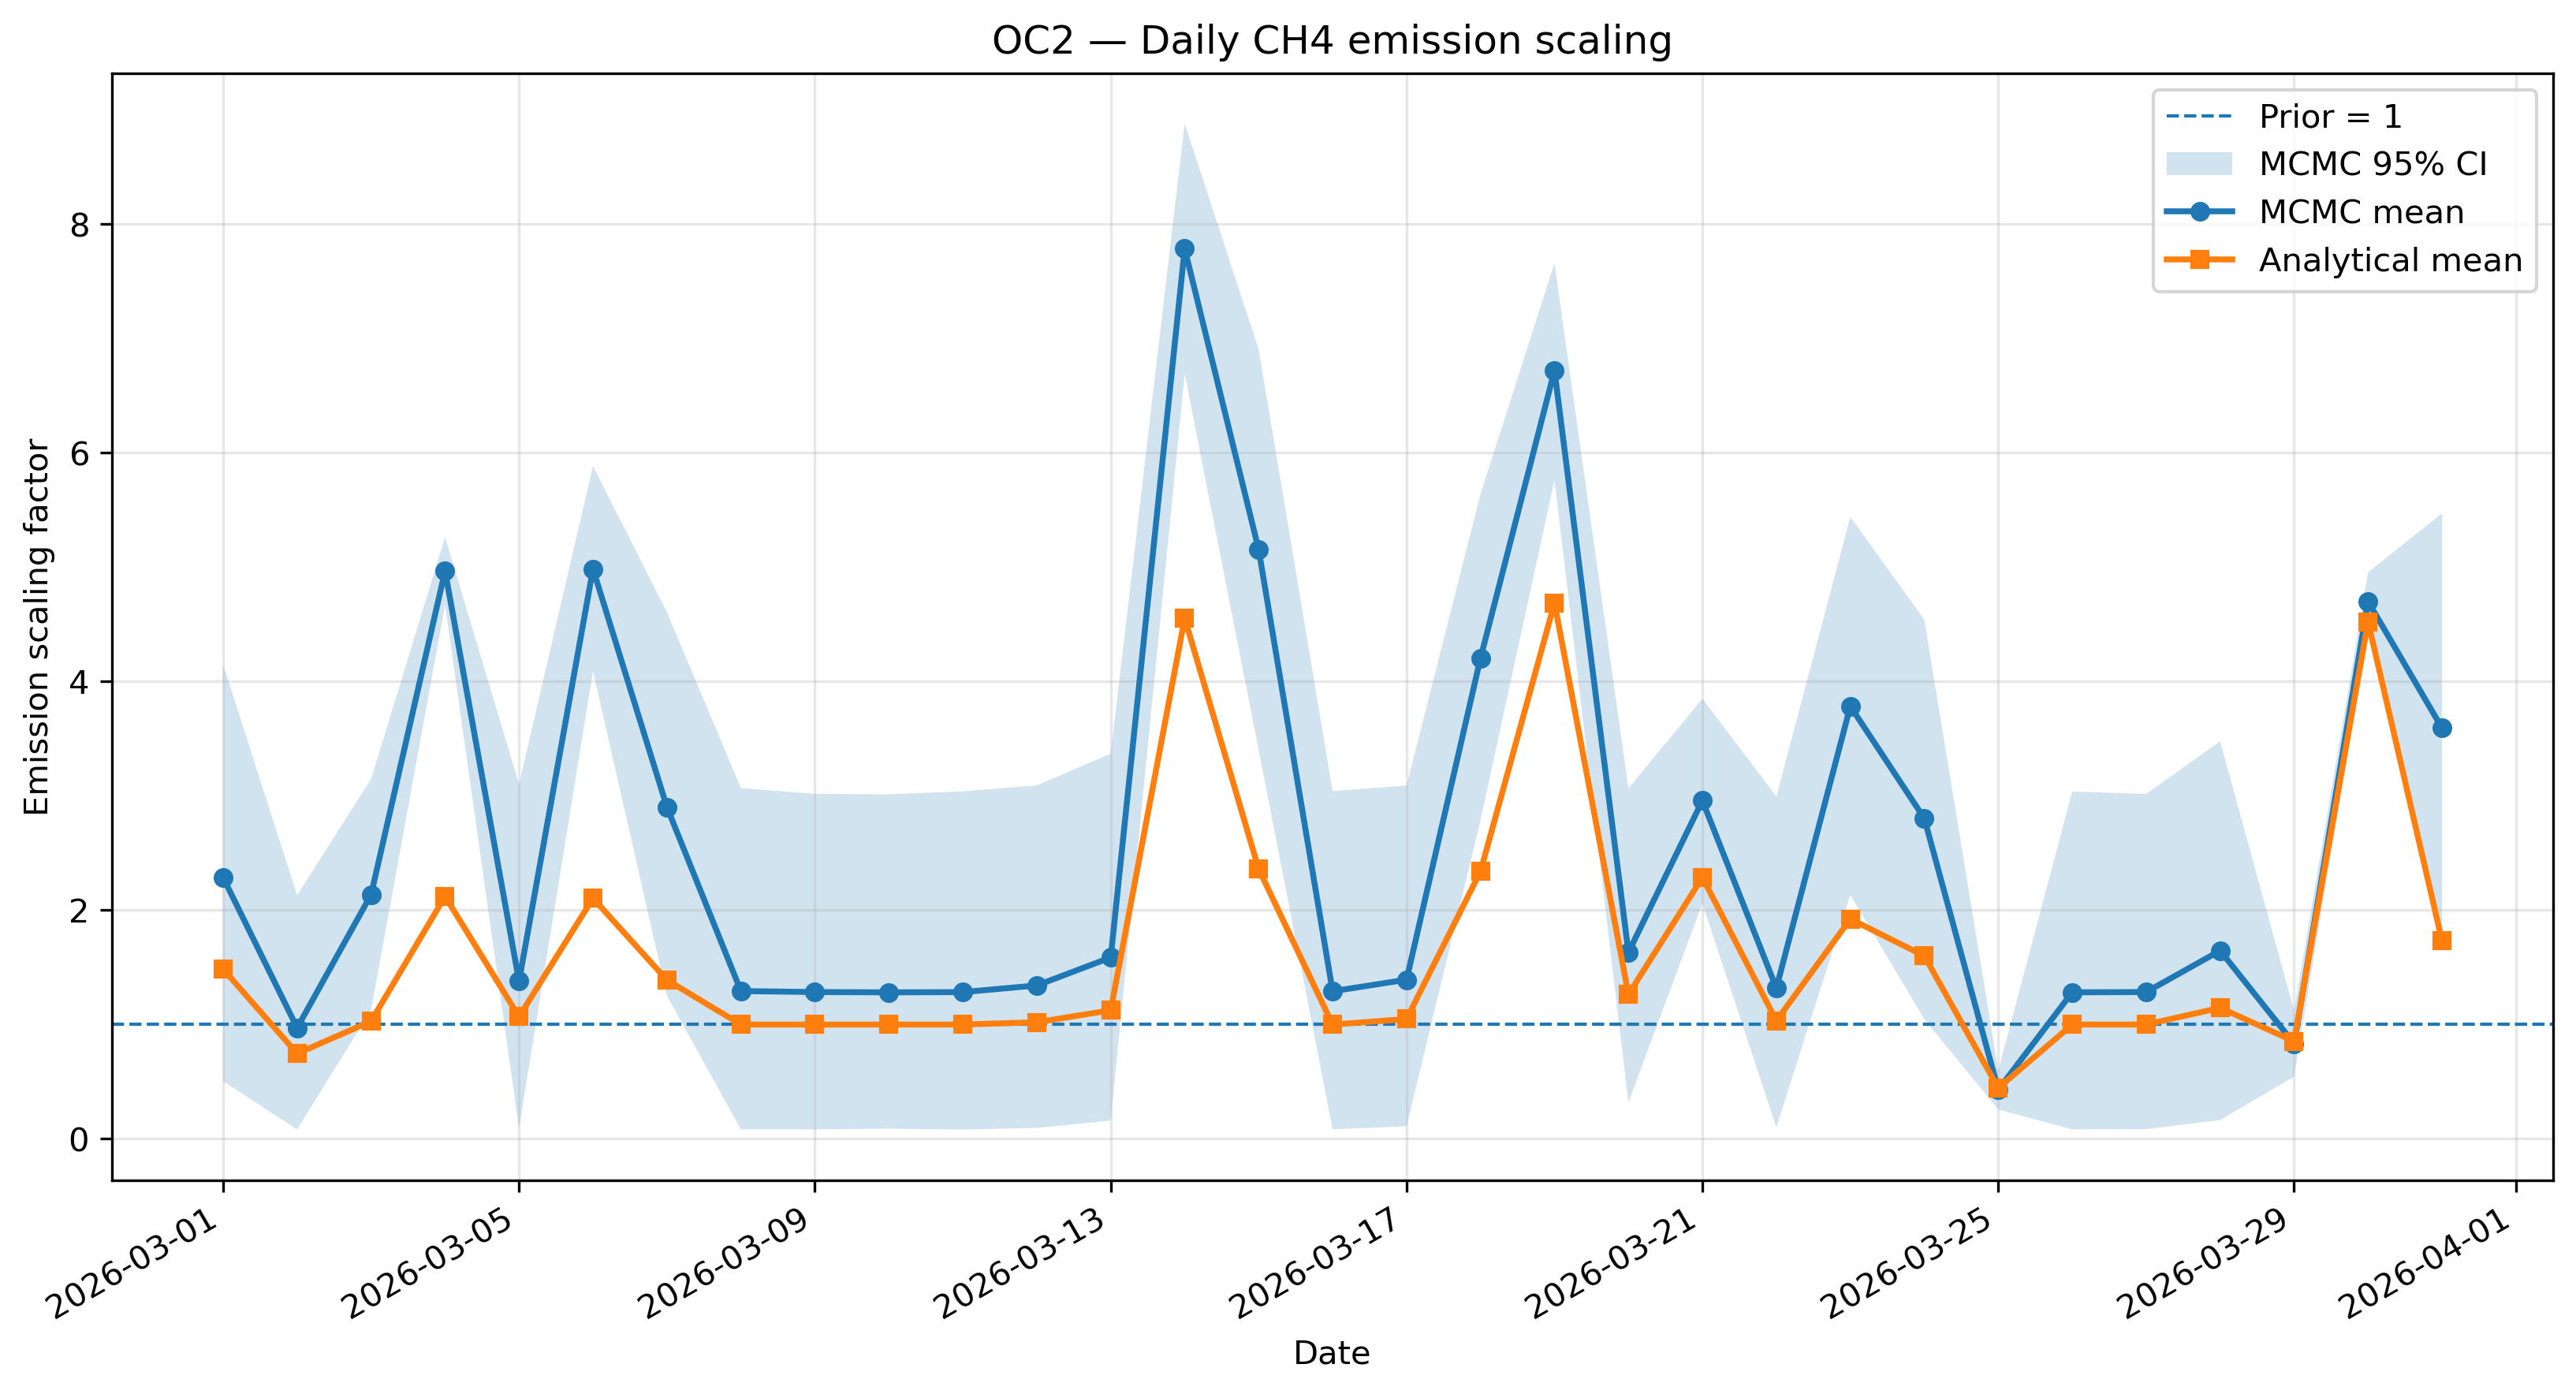 OC2 — Daily CH4 emission scaling
Prior = 1
MCMC 95% CI
MCMC mean
Analytical mean
Emission scaling factor
8
6
4
2
0
2026-03-01
2026-03-05
2026-03-09
2026-03-13
2026-03-17
2026-03-21
2026-03-25
2026-03-29
2026-04-01
Date